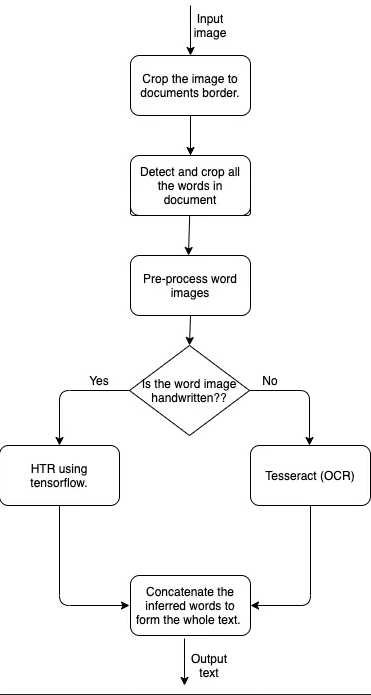 Input
image
Crop the image to
documents border.
Detect and crop all
the words in
document
Pre-process word
images
Is the word image
handwritten??
Yes
No
HTR using
tensorflow.
Tesseract (OCR)
Concatenate the
inferred words to
form the whole text.
Output
text